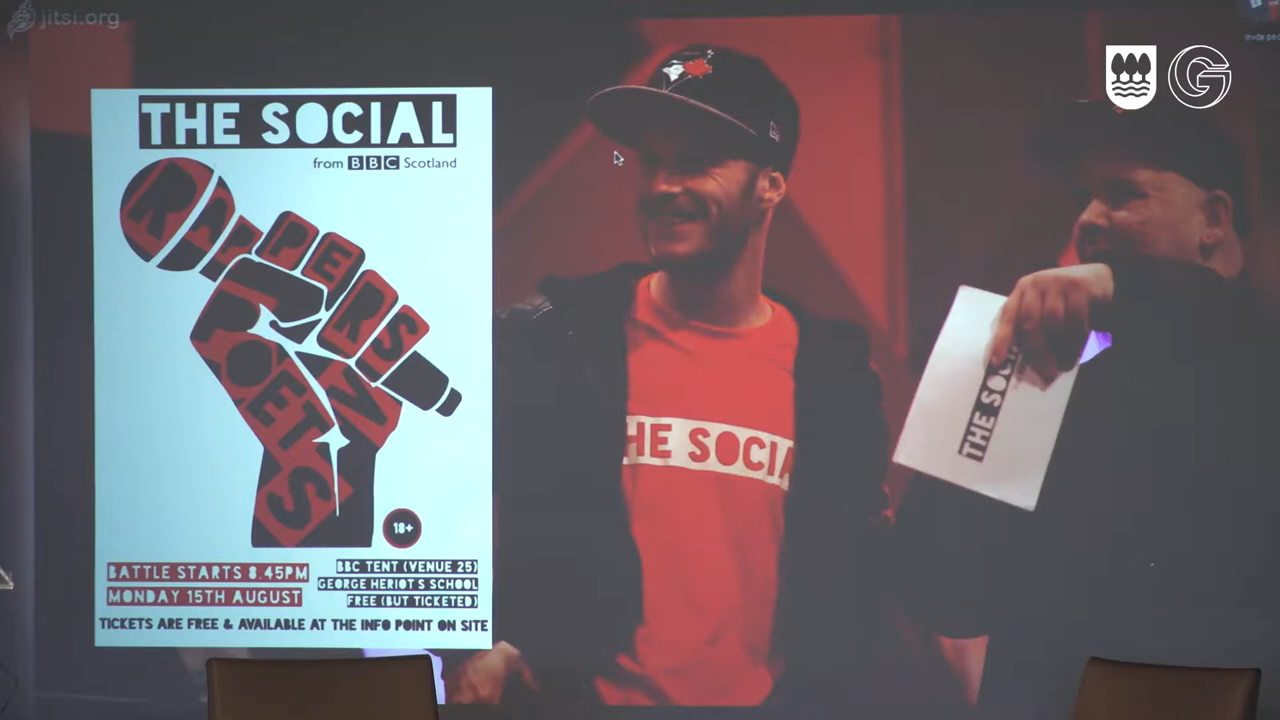 jitsi.org
THE SOCIAL
from BBC Scotland
RAPPERS
V
POETS
18+
BATTLE STARTS 8.45PM
MONDAY 15TH AUGUST
BBC TENT (VENUE 25)
GEORGE HERIOT'S SCHOOL
FREE (BUT TICKETED)
TICKETS ARE FREE & AVAILABLE AT THE INFO POINT ON SITE
THE SOCIA
THE SOCI
G